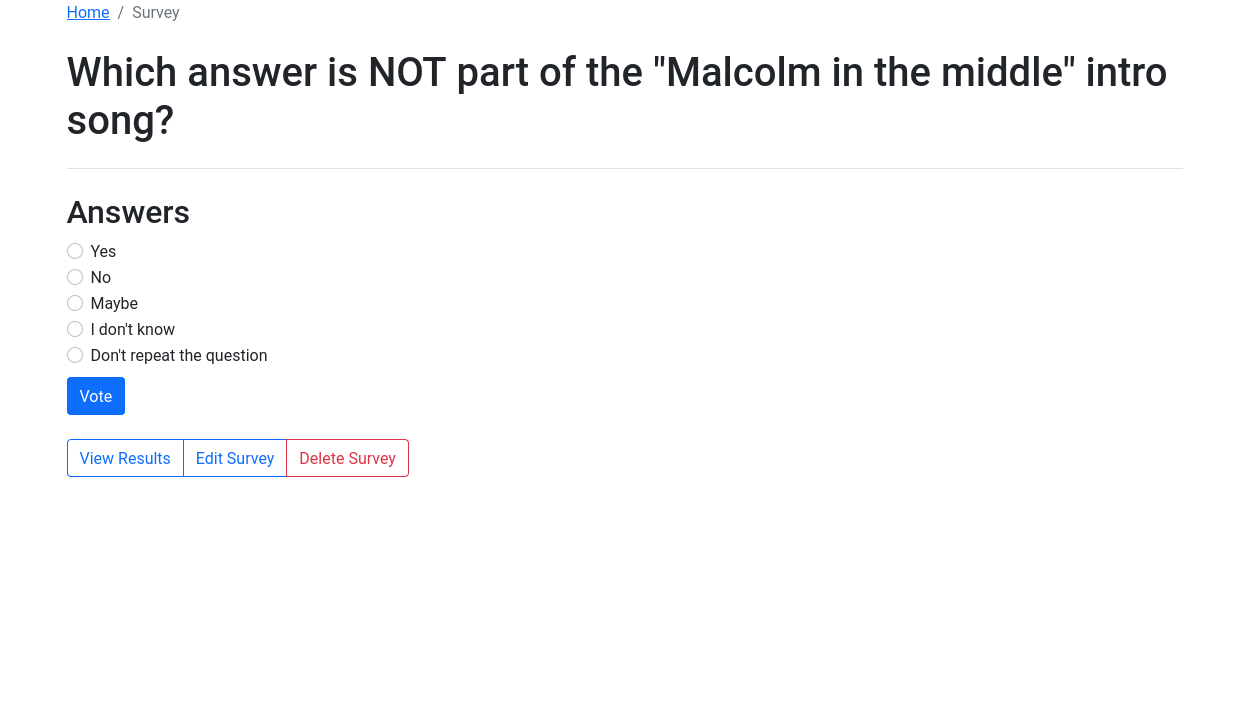 Home / Survey
Which answer is NOT part of the "Malcolm in the middle" intro
song?
Answers
Yes
No
Maybe
I don't know
Don't repeat the question
Vote
View Results Edit Survey Delete Survey